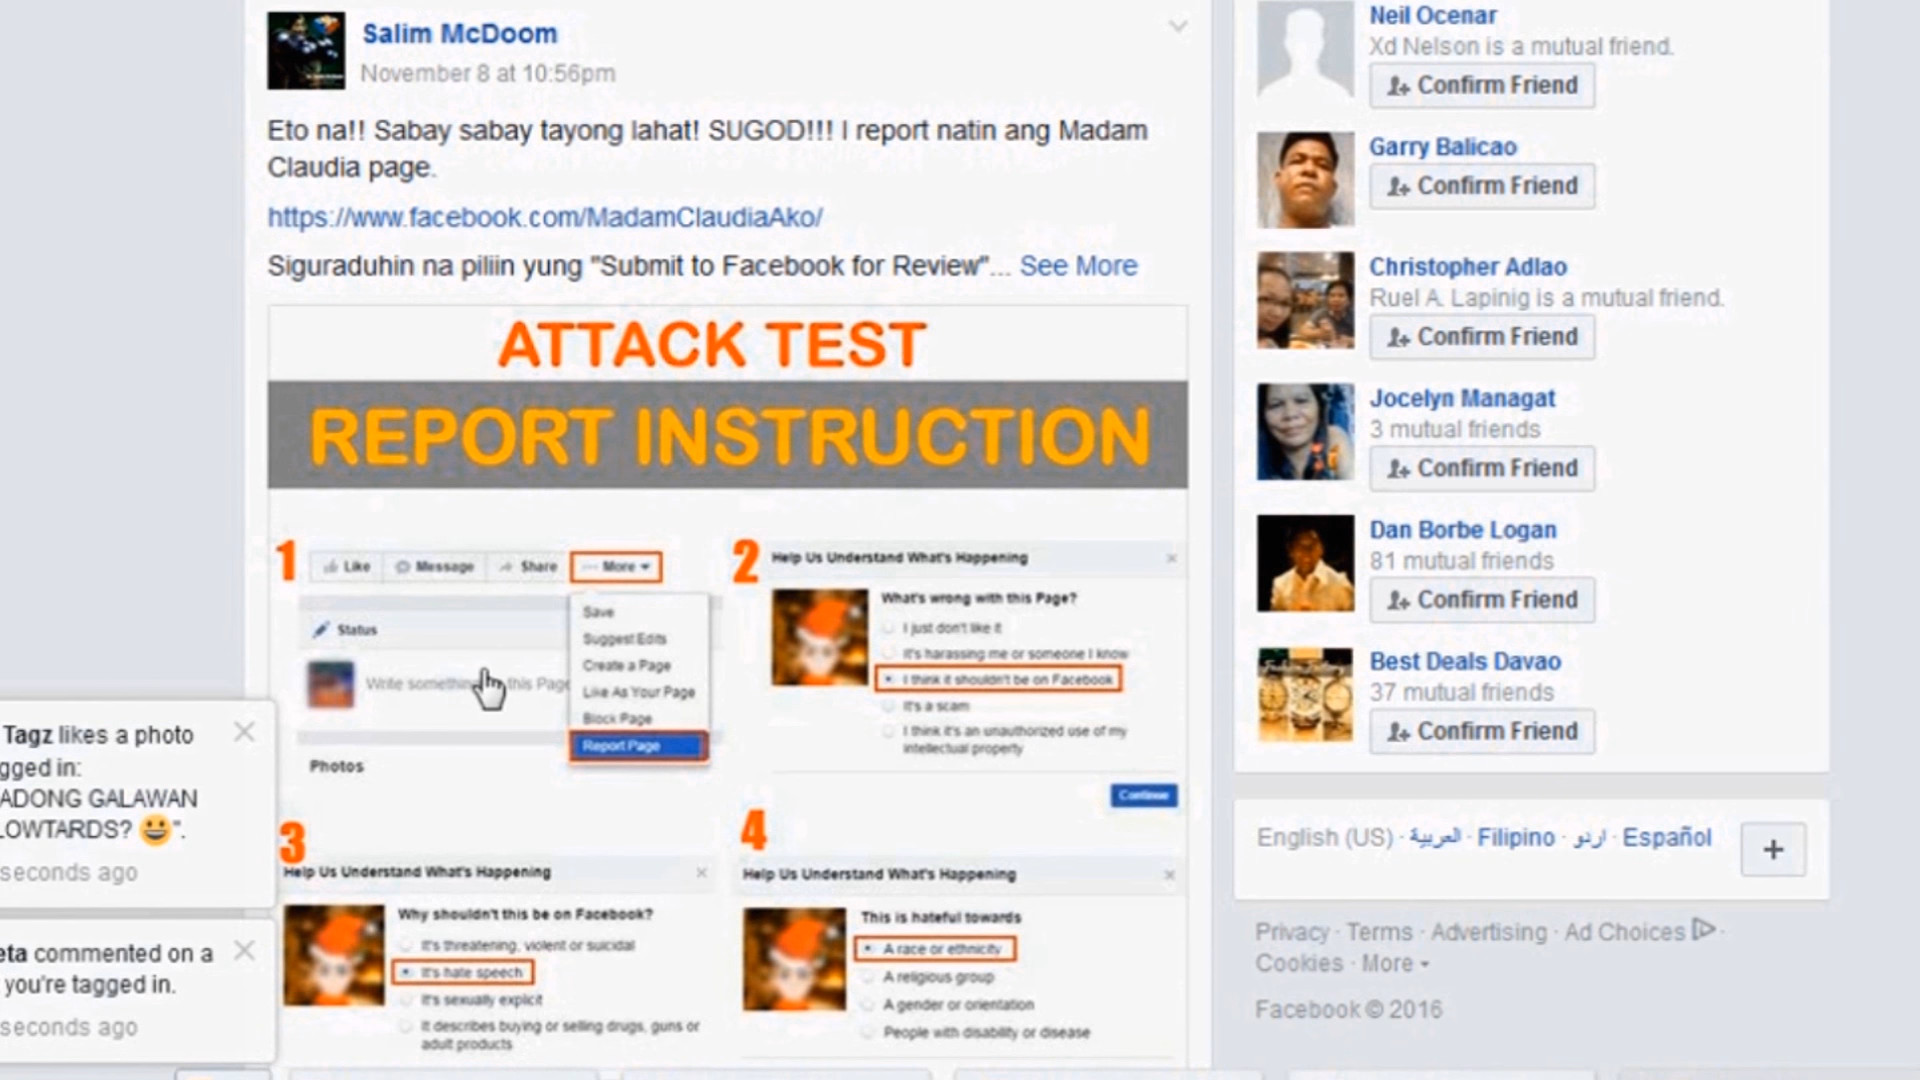 Salim McDoom
November 8 at 10:56pm
Eto na!! Sabay sabay tayong lahat! SUGOD!!! I report natin ang Madam
Claudia page.
https://www.facebook.com/MadamClaudiaAko/
Siguraduhin na piliin yung "Submit to Facebook for Review"... See More
ATTACK TEST
REPORT INSTRUCTION
1
Like Message Share More
Save
Suggest Edits
Create a Page
Like As Your Page
Block Page
Report Page
Status
Write something this Page
Photos
2
Help Us Understand What's Happening
What's wrong with this Page?
I just don't like it
It's harassing me or someone I know
I think it shouldn't be on Facebook
It's a scam
I think it's an unauthorized use of my
intellectual property
Continue
3
Help Us Understand What's Happening
Why shouldn't this be on Facebook?
It's threatening, violent or suicidal
It's hate speech
It's sexually explicit
It describes buying or selling drugs, guns or
adult products
4
Help Us Understand What's Happening
This is hateful towards
A race or ethnicity
A religious group
A gender or orientation
People with disability or disease
Tagz likes a photo
gged in:
ADONG GALAWAN
LOWTARDS? 😀".
seconds ago
eta commented on a
you're tagged in.
seconds ago
Neil Ocenar
Xd Nelson is a mutual friend.
Confirm Friend
Garry Balicao
Confirm Friend
Christopher Adlao
Ruel A. Lapinig is a mutual friend.
Confirm Friend
Jocelyn Managat
3 mutual friends
Confirm Friend
Dan Borbe Logan
81 mutual friends
Confirm Friend
Best Deals Davao
37 mutual friends
Confirm Friend
English (US) · العربية · Filipino · اردو · Español
+
Privacy · Terms · Advertising · Ad Choices ·
Cookies · More
Facebook © 2016